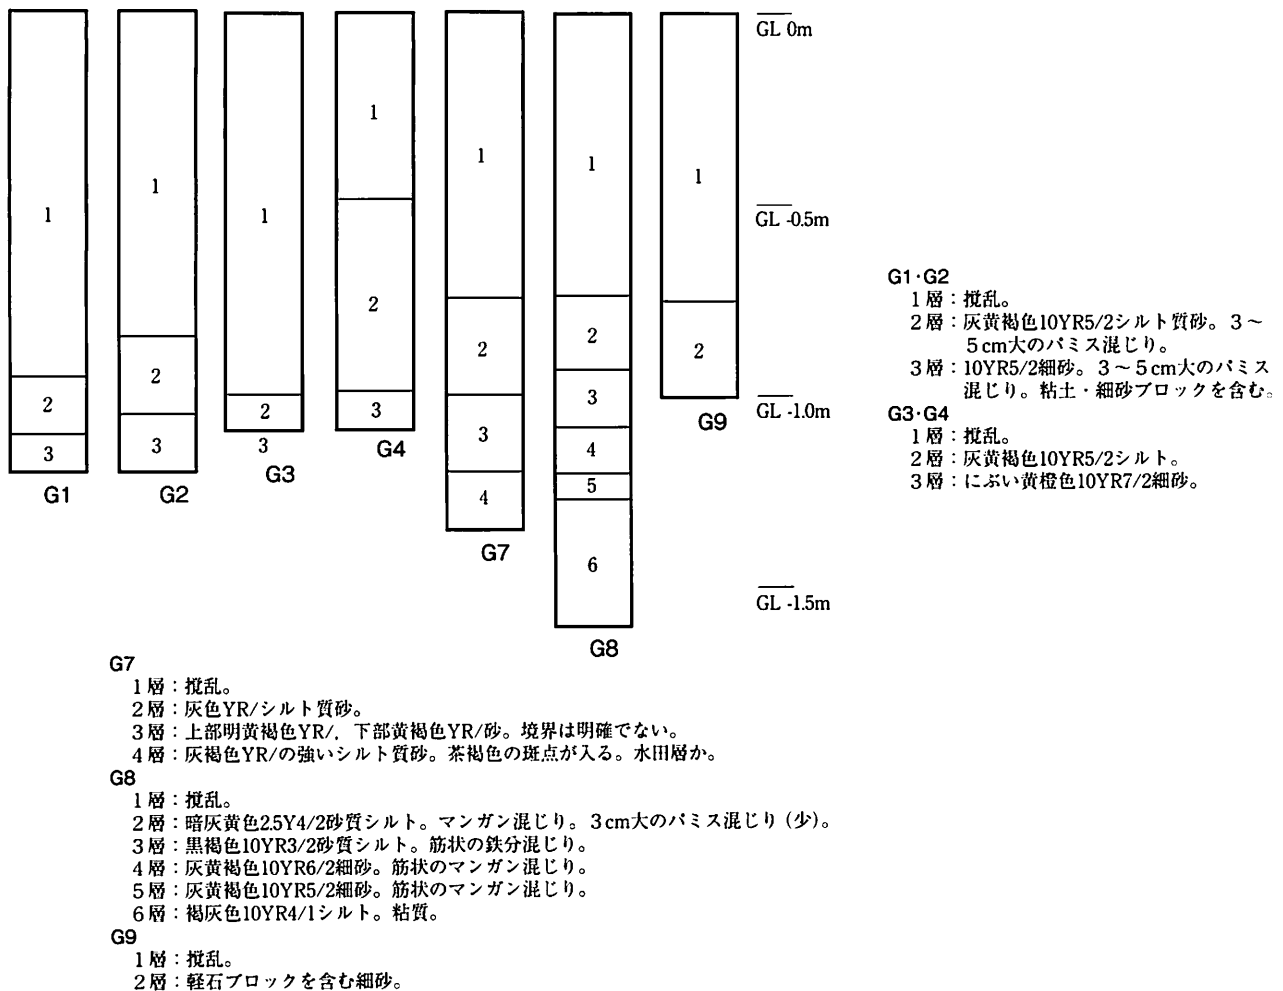 1
2
3
G1
1
2
3
G2
1
2
3
G3
1
2
3
G4
1
2
3
4
G7
1
2
3
4
5
6
G8
1
2
G9
GL 0m
GL -0.5m
GL -1.0m
GL -1.5m
G1・G2
1層：攪乱。
2層：灰黄褐色10YR5/2シルト質砂。3～
5cm大のパミス混じり。
3層：10YR5/2細砂。3～5cm大のパミス
混じり。粘土・細砂ブロックを含む。
G3・G4
1層：攪乱。
2層：灰黄褐色10YR5/2シルト。
3層：にぶい黄橙色10YR7/2細砂。
G7
1層：攪乱。
2層：灰色YR/シルト質砂。
3層：上部明黄褐色YR/，下部黄褐色YR/砂。境界は明確でない。
4層：灰褐色YR/の強いシルト質砂。茶褐色の斑点が入る。水田層か。
G8
1層：攪乱。
2層：暗灰黄色2.5Y4/2砂質シルト。マンガン混じり。3cm大のパミス混じり（少）。
3層：黒褐色10YR3/2砂質シルト。筋状の鉄分混じり。
4層：灰黄褐色10YR6/2細砂。筋状のマンガン混じり。
5層：灰黄褐色10YR5/2細砂。筋状のマンガン混じり。
6層：褐灰色10YR4/1シルト。粘質。
G9
1層：攪乱。
2層：軽石ブロックを含む細砂。